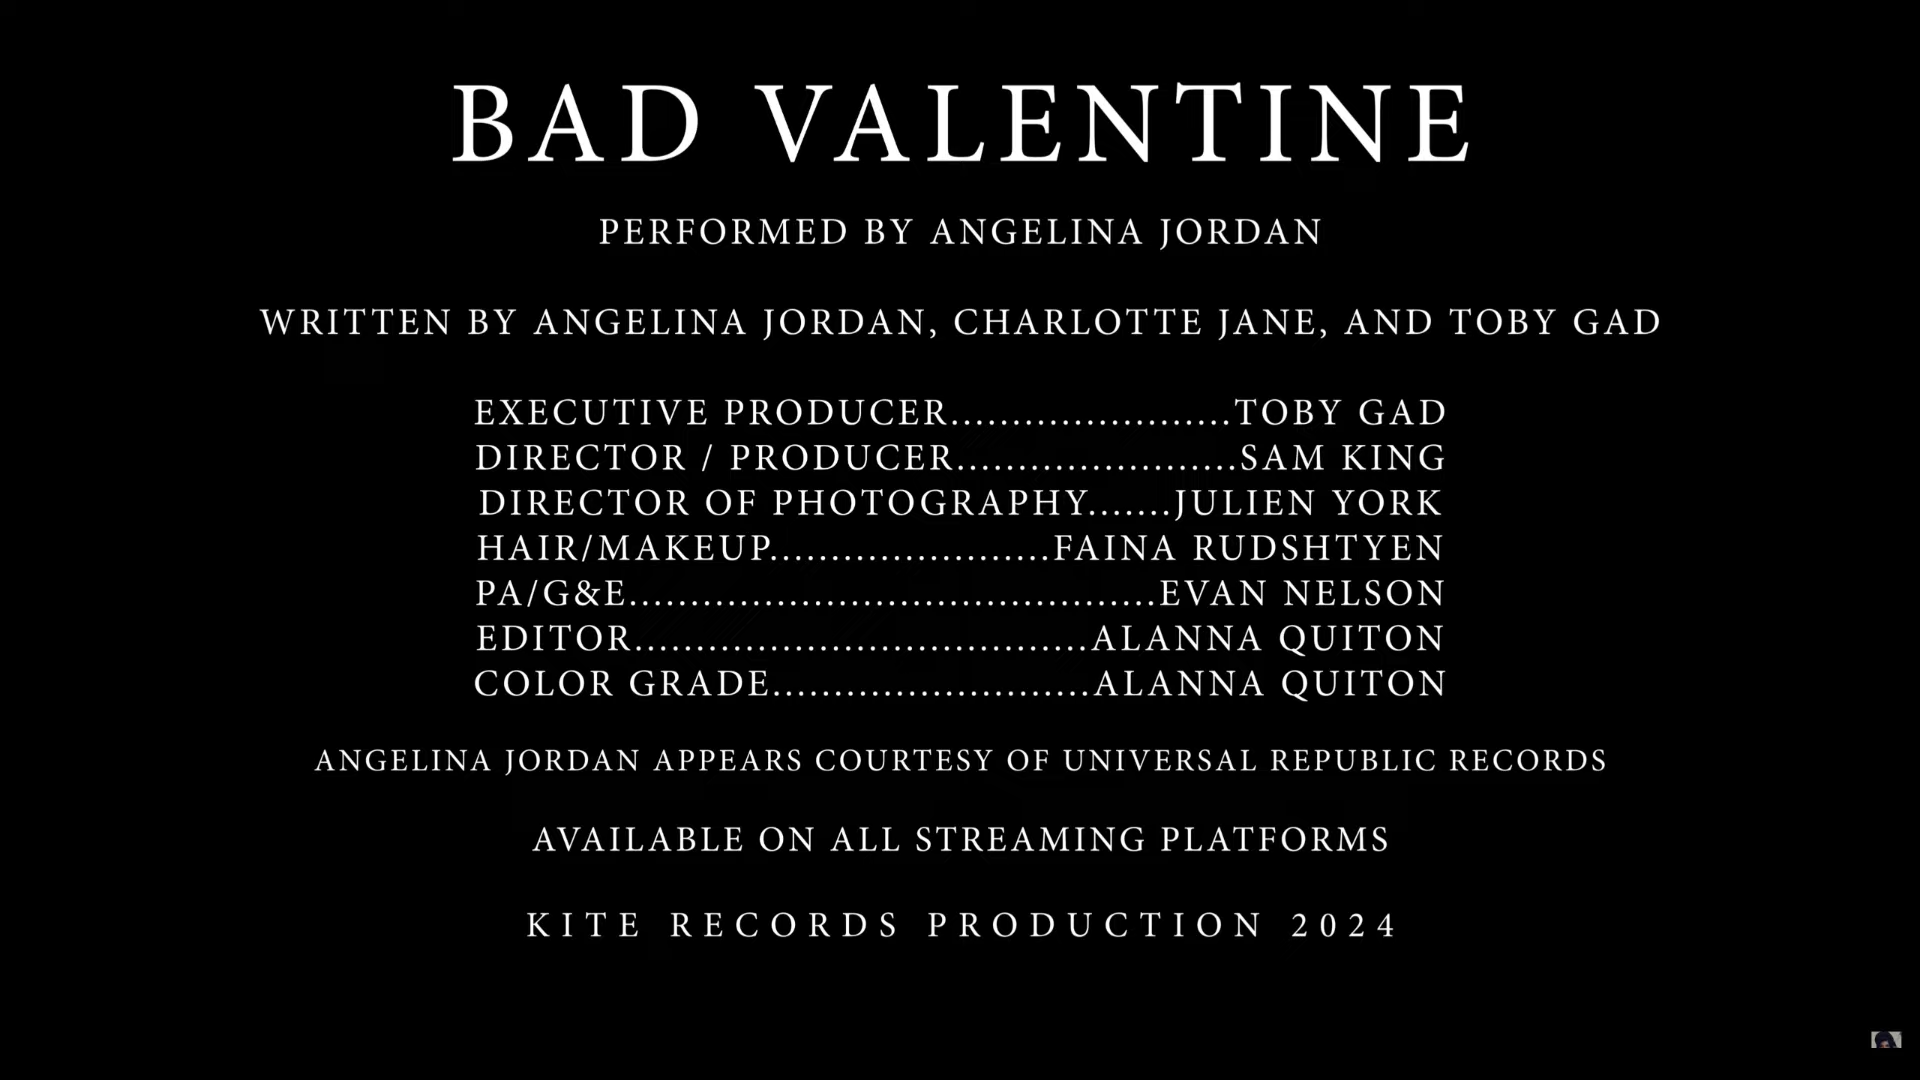 BAD VALENTINE
PERFORMED BY ANGELINA JORDAN
WRITTEN BY ANGELINA JORDAN, CHARLOTTE JANE, AND TOBY GAD
EXECUTIVE PRODUCER.......................TOBY GAD
DIRECTOR / PRODUCER.......................SAM KING
DIRECTOR OF PHOTOGRAPHY.......JULIEN YORK
HAIR/MAKEUP.......................FAINA RUDSHTYEN
PA/G&E...........................................EVAN NELSON
EDITOR.....................................ALANNA QUITON
COLOR GRADE..........................ALANNA QUITON
ANGELINA JORDAN APPEARS COURTESY OF UNIVERSAL REPUBLIC RECORDS
AVAILABLE ON ALL STREAMING PLATFORMS
KITE RECORDS PRODUCTION 2024